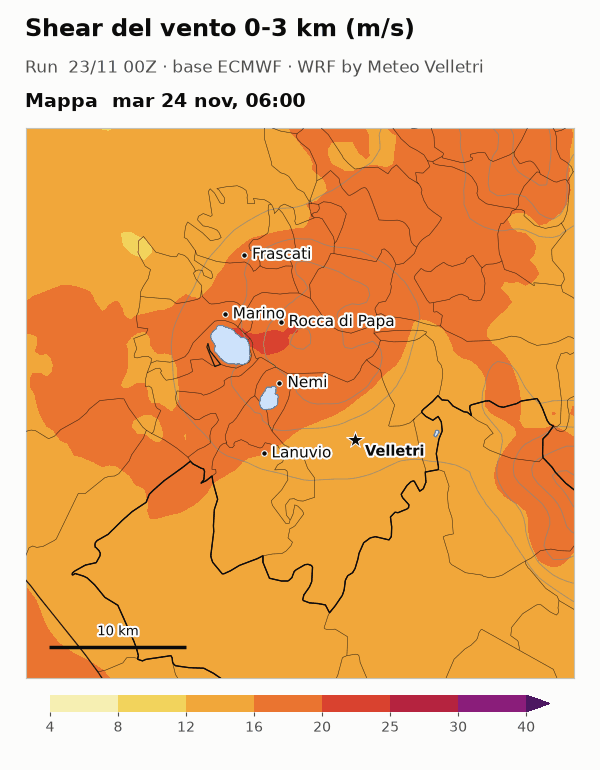 Shear del vento 0-3 km (m/s)
Run  23/11 00Z · base ECMWF · WRF by Meteo Velletri
Mappa  mar 24 nov, 06:00
Frascati
Marino
Rocca di Papa
Nemi
Velletri
Lanuvio
10 km
4 8 12 16 20 25 30 40